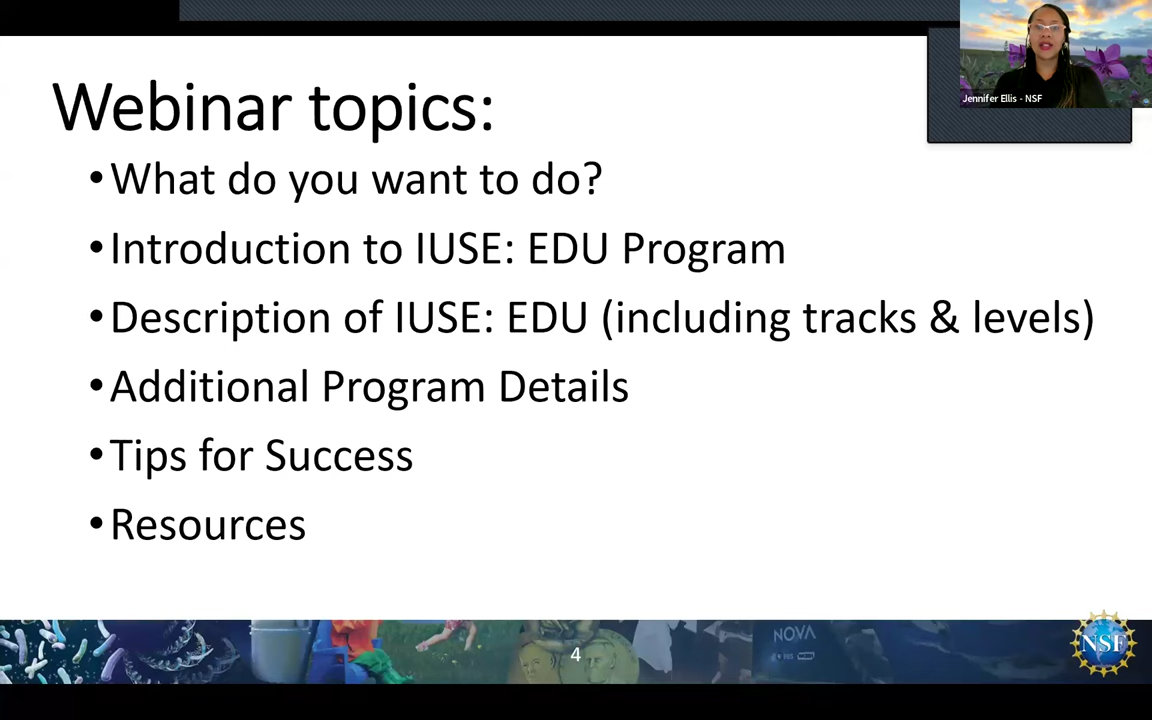 Jennifer Ellis - NSF
Webinar topics:
•What do you want to do?
•Introduction to IUSE: EDU Program
•Description of IUSE: EDU (including tracks & levels)
•Additional Program Details
•Tips for Success
•Resources
NOVA
4
NSF